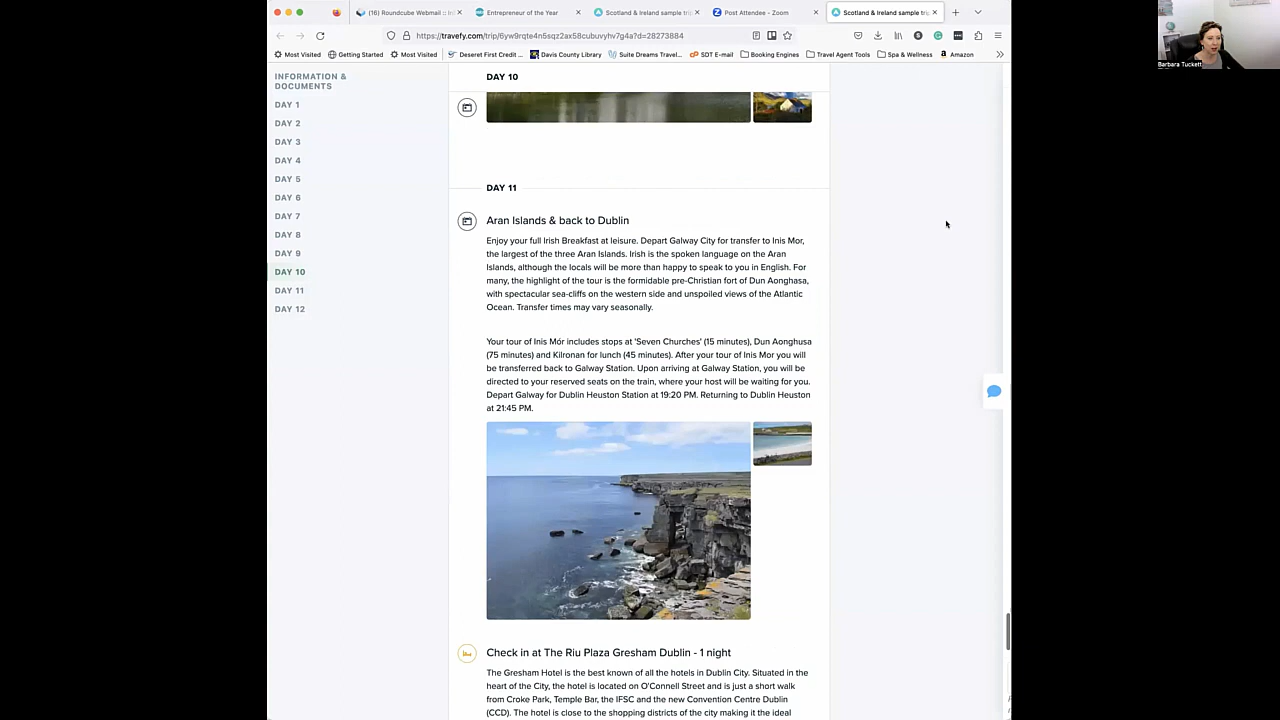 (16) Roundcube Webmail ::
Entrepreneur of the Year
Scotland & Ireland sample tri
Post Attendee - Zoom
Scotland & Ireland sample trip
https://travefy.com/trip/6yw9rqte4n5sqz2ax58cubuvyhv7g4a?d=28273884
Most Visited
Getting Started
Most Visited
Desert First Credit ...
Davis County Library
Suite Dreams Travel...
SDT E-mail
Booking Engines
Travel Agent Tools
Spa & Wellness
Amazon
Barbara Tuckett
INFORMATION &
DOCUMENTS
DAY 1
DAY 2
DAY 3
DAY 4
DAY 5
DAY 6
DAY 7
DAY 8
DAY 9
DAY 10
DAY 11
DAY 12
DAY 10
DAY 11
Aran Islands & back to Dublin
Enjoy your full Irish Breakfast at leisure. Depart Galway City for transfer to Inis Mor,
the largest of the three Aran Islands. Irish is the spoken language on the Aran
Islands, although the locals will be more than happy to speak to you in English. For
many, the highlight of the tour is the formidable pre-Christian fort of Dun Aonghasa,
with spectacular sea-cliffs on the western side and unspoiled views of the Atlantic
Ocean. Transfer times may vary seasonally.
Your tour of Inis Mór includes stops at 'Seven Churches' (15 minutes), Dun Aonghusa
(75 minutes) and Kilronan for lunch (45 minutes). After your tour of Inis Mor you will
be transferred back to Galway Station. Upon arriving at Galway Station, you will be
directed to your reserved seats on the train, where your host will be waiting for you.
Depart Galway for Dublin Heuston Station at 19:20 PM. Returning to Dublin Heuston
at 21:45 PM.
Check in at The Riu Plaza Gresham Dublin - 1 night
The Gresham Hotel is the best known of all the hotels in Dublin City. Situated in the
heart of the City, the hotel is located on O'Connell Street and is just a short walk
from Croke Park, Temple Bar, the IFSC and the new Convention Centre Dublin
(CCD). The hotel is close to the shopping districts of the city making it the ideal